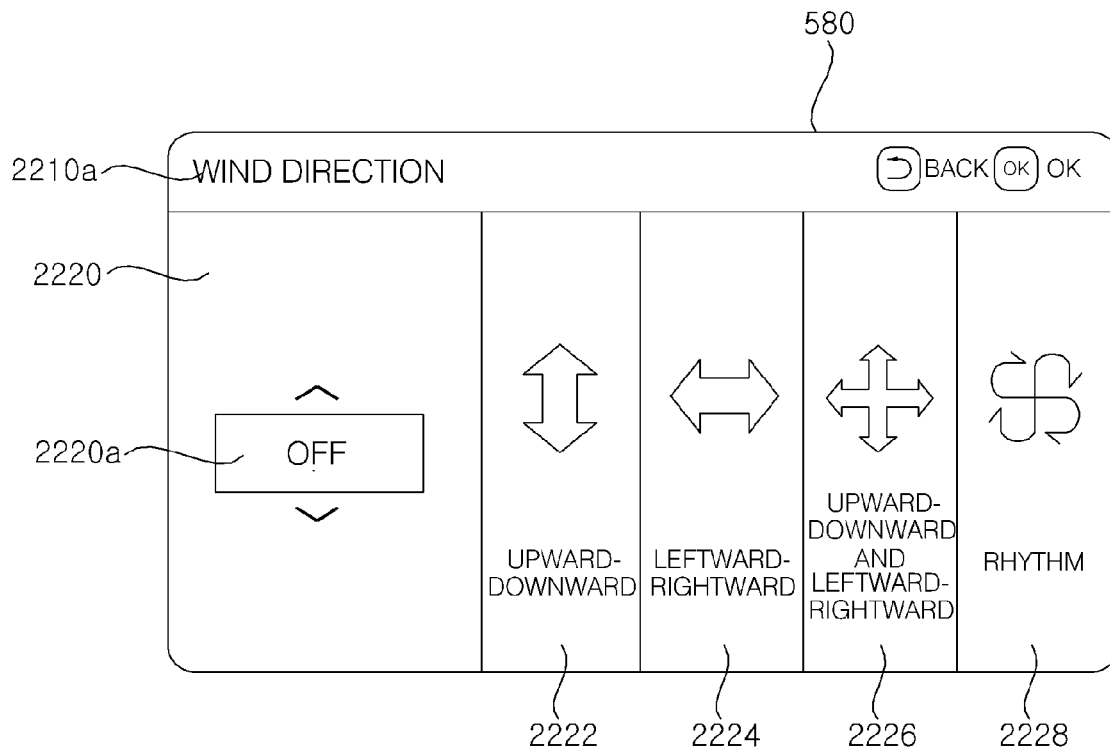 580
2210a
WIND DIRECTION
BACK OK OK
2220
2220a
OFF
UPWARD-
DOWNWARD
LEFTWARD-
RIGHTWARD
UPWARD-
DOWNWARD
AND
LEFTWARD-
RIGHTWARD
RHYTHM
2222
2224
2226
2228